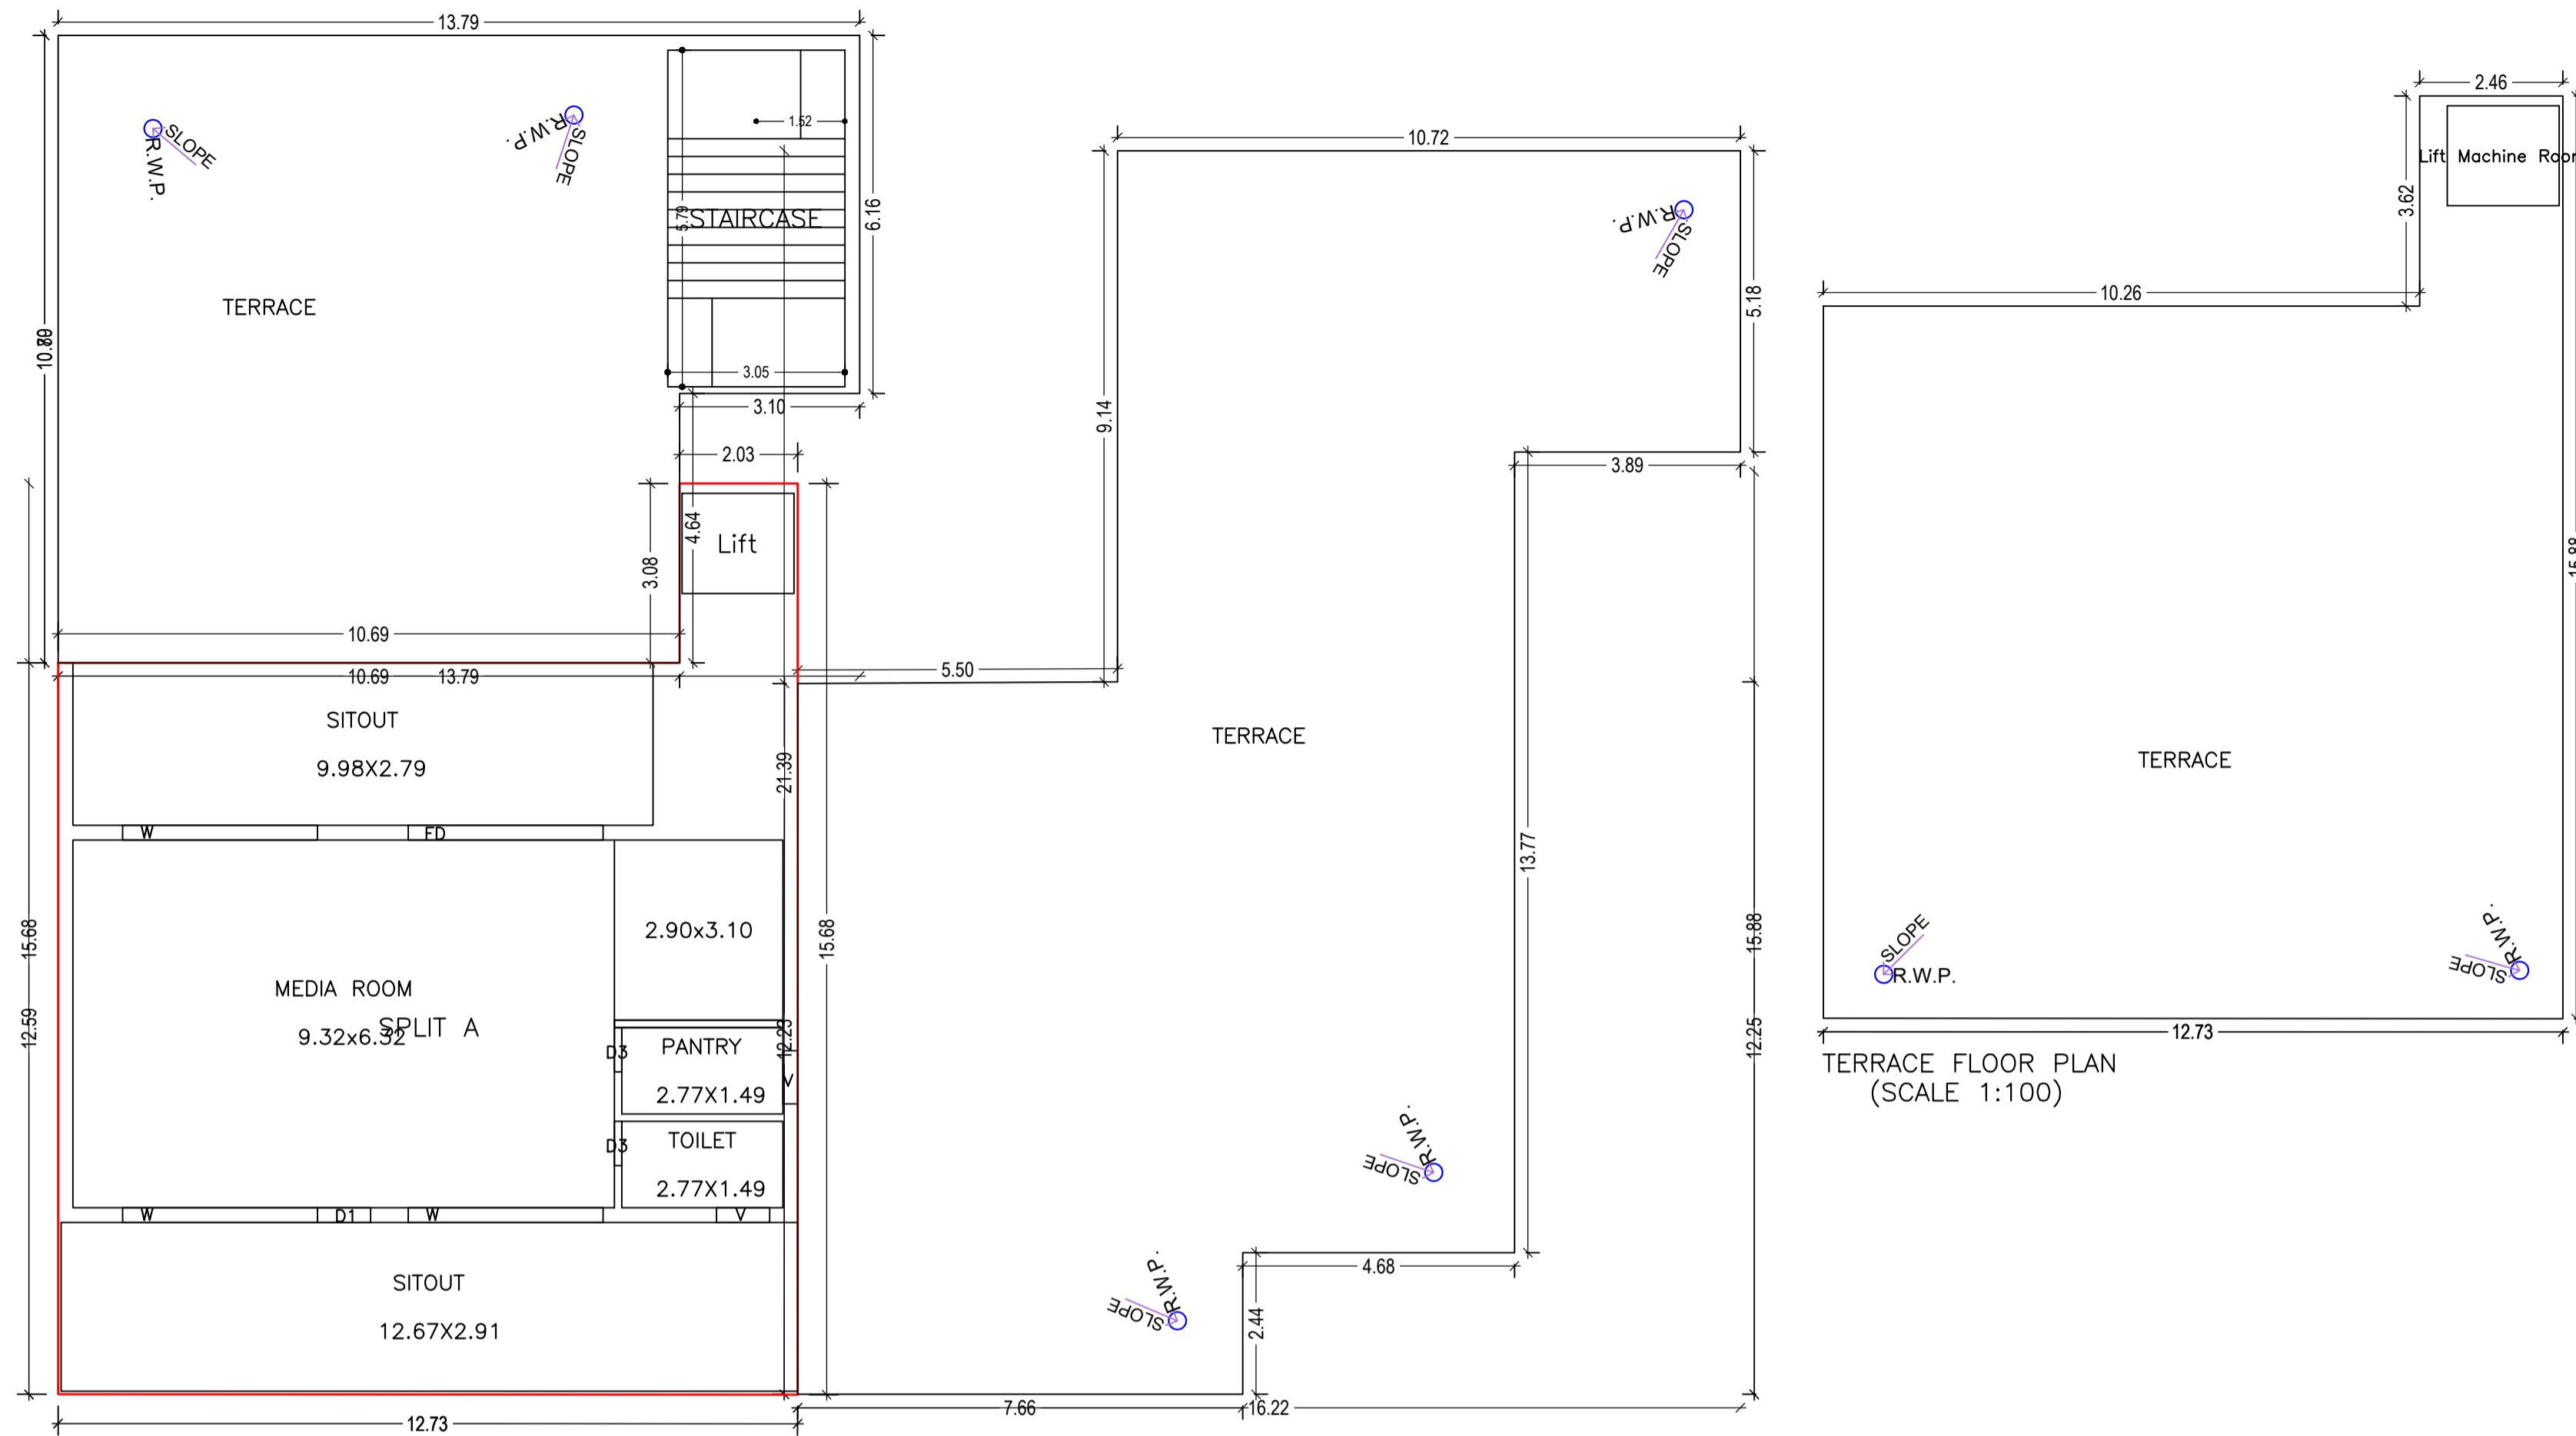 13.79
2.46
Lift Machine Roor
3.62
10.72
1.52
SLOPE
R.W.P.
R.W.P.
SLOPE
6.16
STAIRCASE
5.79
R.W.P.
SLOPE
5.18
TERRACE
10.26
3.05
3.10
9.14
2.03
3.89
4.64
Lift
3.08
15.88
10.69
5.50
10.69
13.79
SITOUT
9.98X2.79
TERRACE
TERRACE
21.39
W
FD
13.77
2.90x3.10
15.68
15.68
15.88
SLOPE
R.W.P.
R.W.P.
SLOPE
MEDIA ROOM
9.32x6.32
SPLIT A
12.59
12.23
12.25
12.73
TERRACE FLOOR PLAN
(SCALE 1:100)
D3
PANTRY
2.77X1.49
V
D3
TOILET
2.77X1.49
R.W.P.
SLOPE
W
D1
W
V
SITOUT
12.67X2.91
R.W.P.
SLOPE
4.68
2.44
7.66
16.22
12.73